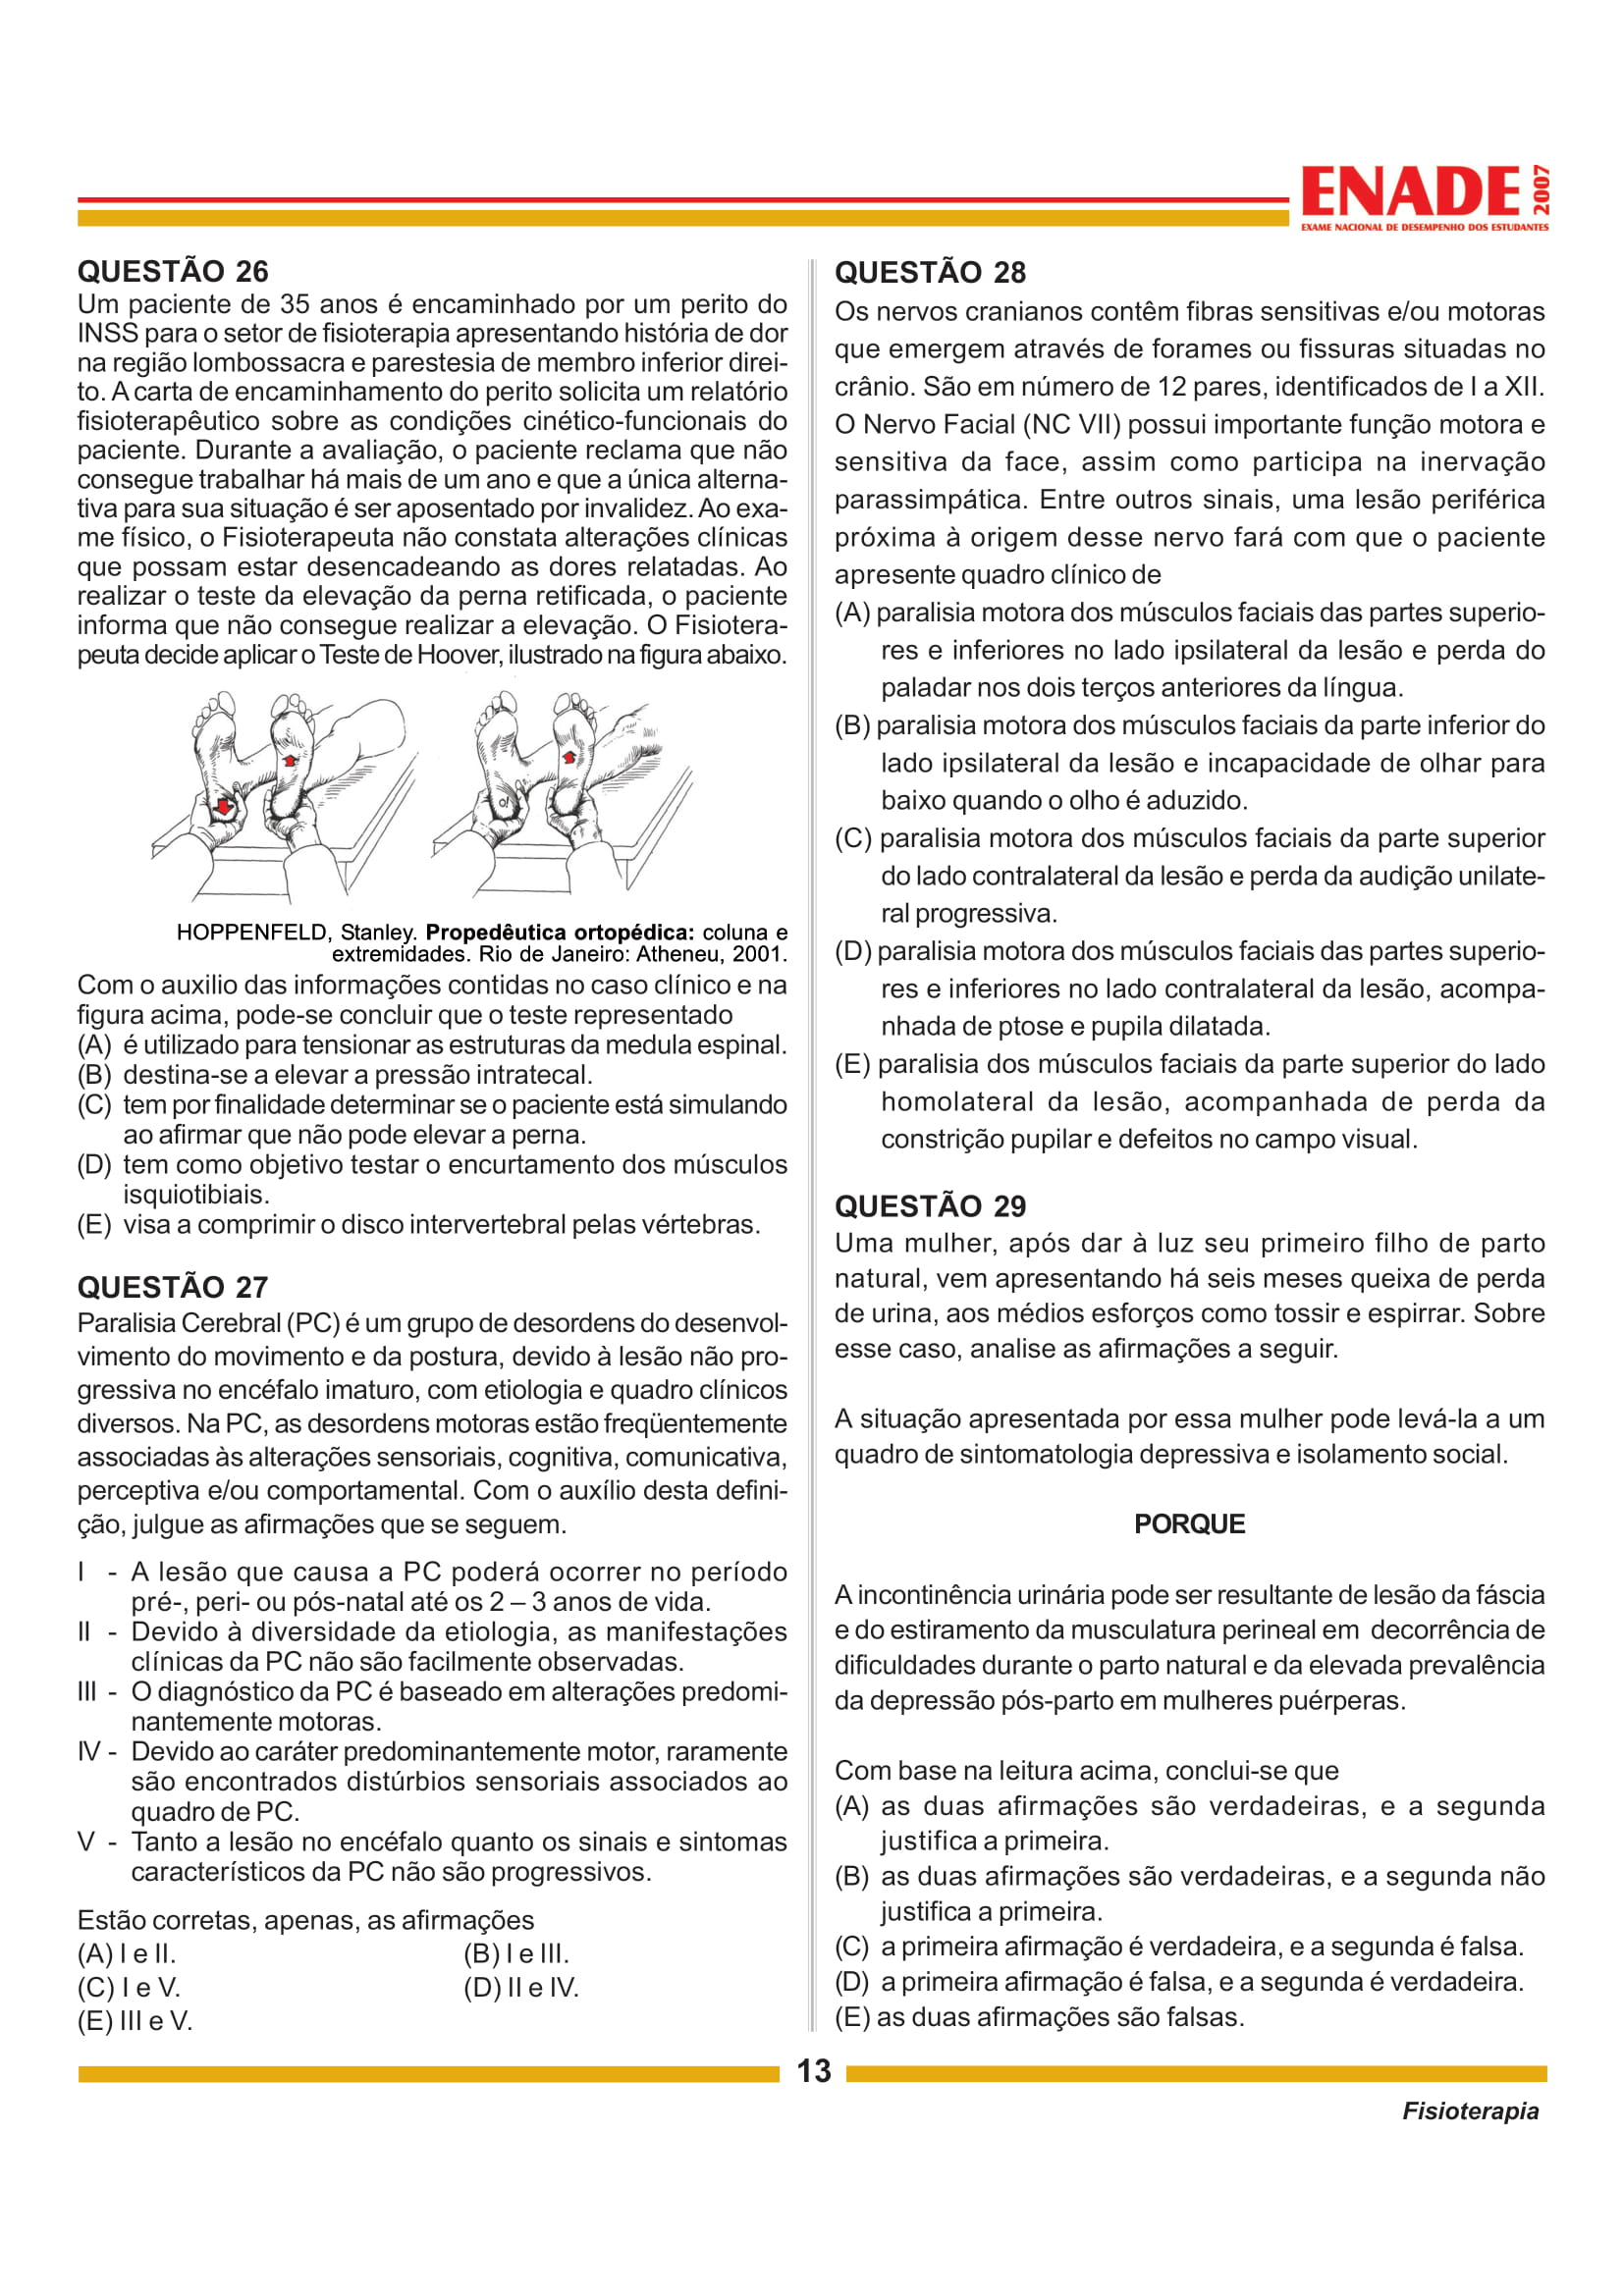 ENADE 2007
EXAME NACIONAL DE DESEMPENHO DOS ESTUDANTES
QUESTÃO 26
Um paciente de 35 anos é encaminhado por um perito do
INSS para o setor de fisioterapia apresentando história de dor
na região lombossacra e parestesia de membro inferior direi-
to. A carta de encaminhamento do perito solicita um relatório
fisioterapêutico sobre as condições cinético-funcionais do
paciente. Durante a avaliação, o paciente reclama que não
consegue trabalhar há mais de um ano e que a única alterna-
tiva para sua situação é ser aposentado por invalidez. Ao exa-
me físico, o Fisioterapeuta não constata alterações clínicas
que possam estar desencadeando as dores relatadas. Ao
realizar o teste da elevação da perna retificada, o paciente
informa que não consegue realizar a elevação. O Fisiotera-
peuta decide aplicar o Teste de Hoover, ilustrado na figura abaixo.
HOPPENFELD, Stanley. Propedêutica ortopédica: coluna e
extremidades. Rio de Janeiro: Atheneu, 2001.
Com o auxilio das informações contidas no caso clínico e na
figura acima, pode-se concluir que o teste representado
(A) é utilizado para tensionar as estruturas da medula espinal.
(B) destina-se a elevar a pressão intratecal.
(C) tem por finalidade determinar se o paciente está simulando
ao afirmar que não pode elevar a perna.
(D) tem como objetivo testar o encurtamento dos músculos
isquiotibiais.
(E) visa a comprimir o disco intervertebral pelas vértebras.
QUESTÃO 27
Paralisia Cerebral (PC) é um grupo de desordens do desenvol-
vimento do movimento e da postura, devido à lesão não pro-
gressiva no encéfalo imaturo, com etiologia e quadro clínicos
diversos. Na PC, as desordens motoras estão freqüentemente
associadas às alterações sensoriais, cognitiva, comunicativa,
perceptiva e/ou comportamental. Com o auxílio desta defini-
ção, julgue as afirmações que se seguem.
I - A lesão que causa a PC poderá ocorrer no período
pré-, peri- ou pós-natal até os 2 – 3 anos de vida.
II - Devido à diversidade da etiologia, as manifestações
clínicas da PC não são facilmente observadas.
III - O diagnóstico da PC é baseado em alterações predomi-
nantemente motoras.
IV - Devido ao caráter predominantemente motor, raramente
são encontrados distúrbios sensoriais associados ao
quadro de PC.
V - Tanto a lesão no encéfalo quanto os sinais e sintomas
característicos da PC não são progressivos.
Estão corretas, apenas, as afirmações
(A) I e II. (B) I e III.
(C) I e V. (D) II e IV.
(E) III e V.
QUESTÃO 28
Os nervos cranianos contêm fibras sensitivas e/ou motoras
que emergem através de forames ou fissuras situadas no
crânio. São em número de 12 pares, identificados de I a XII.
O Nervo Facial (NC VII) possui importante função motora e
sensitiva da face, assim como participa na inervação
parassimpática. Entre outros sinais, uma lesão periférica
próxima à origem desse nervo fará com que o paciente
apresente quadro clínico de
(A) paralisia motora dos músculos faciais das partes superio-
res e inferiores no lado ipsilateral da lesão e perda do
paladar nos dois terços anteriores da língua.
(B) paralisia motora dos músculos faciais da parte inferior do
lado ipsilateral da lesão e incapacidade de olhar para
baixo quando o olho é aduzido.
(C) paralisia motora dos músculos faciais da parte superior
do lado contralateral da lesão e perda da audição unilate-
ral progressiva.
(D) paralisia motora dos músculos faciais das partes superio-
res e inferiores no lado contralateral da lesão, acompa-
nhada de ptose e pupila dilatada.
(E) paralisia dos músculos faciais da parte superior do lado
homolateral da lesão, acompanhada de perda da
constrição pupilar e defeitos no campo visual.
QUESTÃO 29
Uma mulher, após dar à luz seu primeiro filho de parto
natural, vem apresentando há seis meses queixa de perda
de urina, aos médios esforços como tossir e espirrar. Sobre
esse caso, analise as afirmações a seguir.
A situação apresentada por essa mulher pode levá-la a um
quadro de sintomatologia depressiva e isolamento social.
PORQUE
A incontinência urinária pode ser resultante de lesão da fáscia
e do estiramento da musculatura perineal em decorrência de
dificuldades durante o parto natural e da elevada prevalência
da depressão pós-parto em mulheres puérperas.
Com base na leitura acima, conclui-se que
(A) as duas afirmações são verdadeiras, e a segunda
justifica a primeira.
(B) as duas afirmações são verdadeiras, e a segunda não
justifica a primeira.
(C) a primeira afirmação é verdadeira, e a segunda é falsa.
(D) a primeira afirmação é falsa, e a segunda é verdadeira.
(E) as duas afirmações são falsas.
13
Fisioterapia